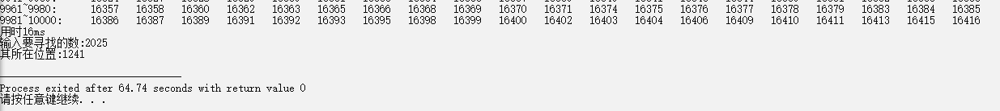 9961~9980: 16357 16358 16360 16362 16363 16365 16366 16368 16369 16370 16371 16374 16375 16376 16377 16378 16379 16383 16384 16385
9981~10000: 16386 16387 16389 16391 16392 16393 16395 16396 16399 16400 16402 16403 16404 16406 16409 16410 16411 16413 16415 16416
用时16ms
输入要寻找的数:2025
其所在位置:1241
--------------------------------
Process exited after 64.74 seconds with return value 0
请按任意键继续. . .